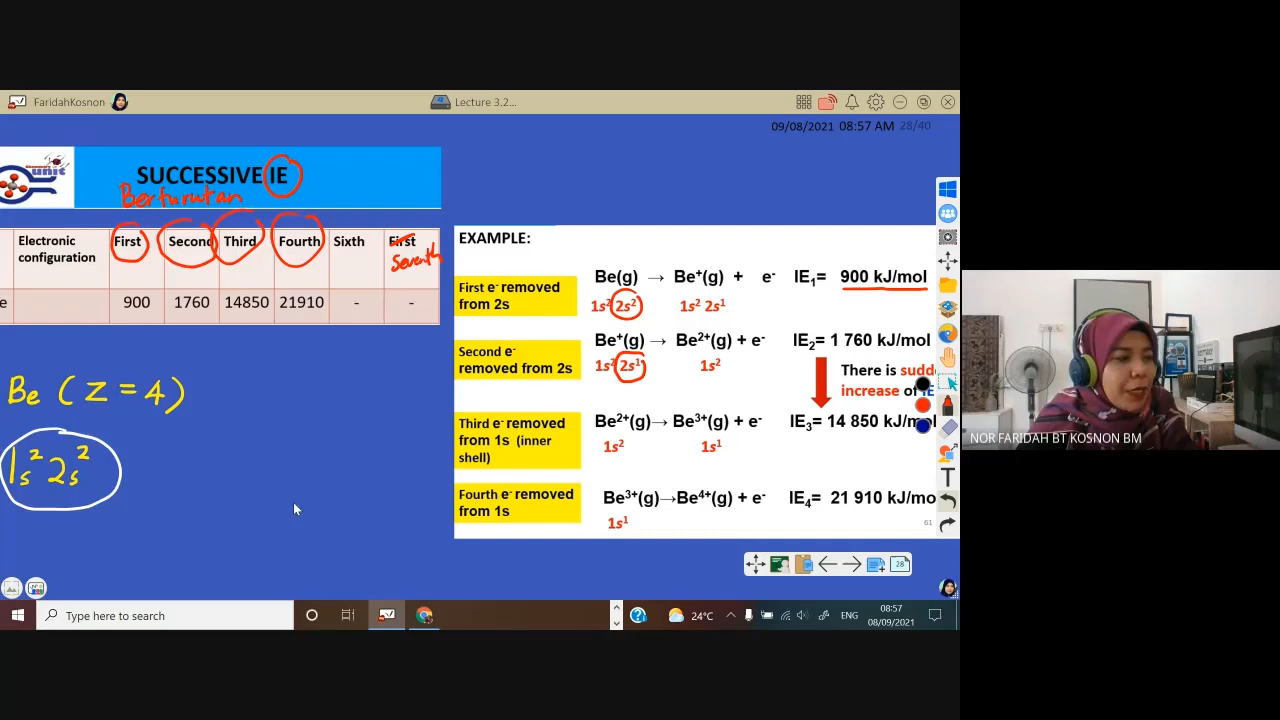 FaridahKosnon
Lecture 3.2...
09/08/2021 08:57 AM 28/40
unit
SUCCESSIVE IE
Berturutan
Electronic configuration First Second Third Fourth Sixth First
Seventh
e 900 1760 14850 21910 - -
Be (Z = 4)
1s² 2s²
EXAMPLE:
First e⁻ removed
from 2s
Be(g) → Be⁺(g) + e⁻ IE₁= 900 kJ/mol
1s² 2s² 1s² 2s¹
Second e⁻
removed from 2s
Be⁺(g) → Be²⁺(g) + e⁻ IE₂= 1 760 kJ/mol
1s² 2s¹ 1s²
There is sudd
increase of IE
Third e⁻ removed
from 1s (inner
shell)
Be²⁺(g)→ Be³⁺(g) + e⁻ IE₃= 14 850 kJ/mol
1s² 1s¹
Fourth e⁻ removed
from 1s
Be³⁺(g)→Be⁴⁺(g) + e⁻ IE₄= 21 910 kJ/mo
1s¹
61
T
28
NOR FARIDAH BT KOSNON BM
Type here to search
24°C
ENG
08:57
08/09/2021